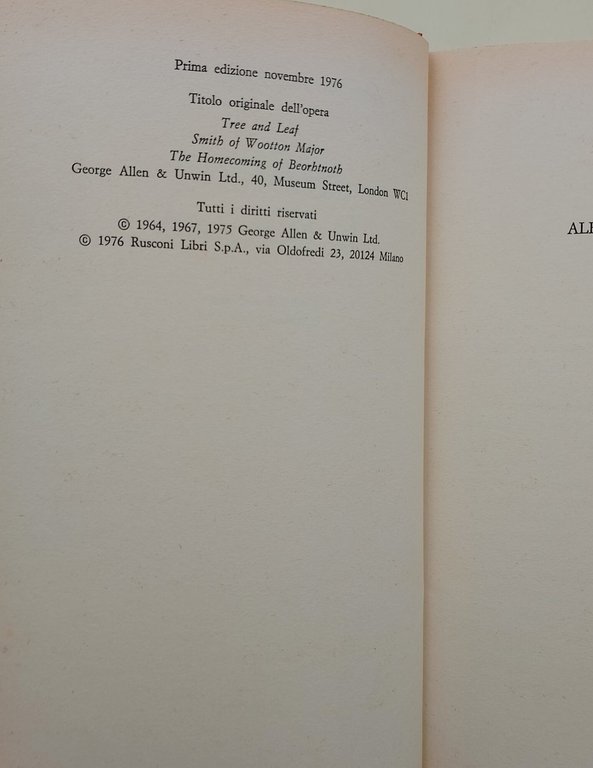 Prima edizione novembre 1976
Titolo originale dell'opera
Tree and Leaf
Smith of Wootton Major
The Homecoming of Beorhtnoth
George Allen & Unwin Ltd., 40, Museum Street, London WC1
Tutti i diritti riservati
© 1964, 1967, 1975 George Allen & Unwin Ltd.
© 1976 Rusconi Libri S.p.A., via Oldofredi 23, 20124 Milano